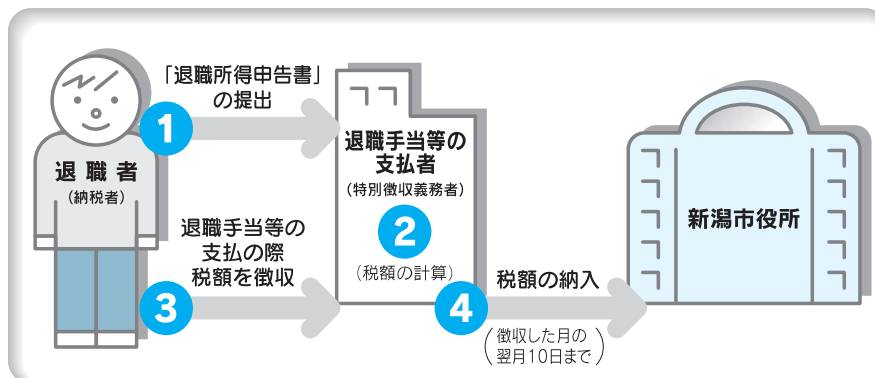 「退職所得申告書」
の提出
1
退職者
(納税者)
退職手当等の
支払者
(特別徴収義務者)
2
(税額の計算)
新潟市役所
退職手当等の
支払の際
税額を徴収
3
4
税額の納入
(徴収した月の
翌月10日まで)